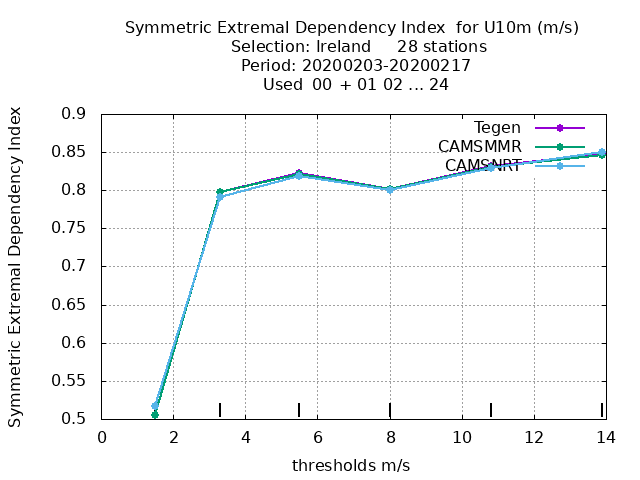 Symmetric Extremal Dependency Index for U10m (m/s)
Selection: Ireland 28 stations
Period: 20200203-20200217
Used 00 + 01 02 ... 24
Symmetric Extremal Dependency Index
0.9
0.85
0.8
0.75
0.7
0.65
0.6
0.55
0.5
Tegen
CAMSMMR
CAMSNRT
0 2 4 6 8 10 12 14
thresholds m/s